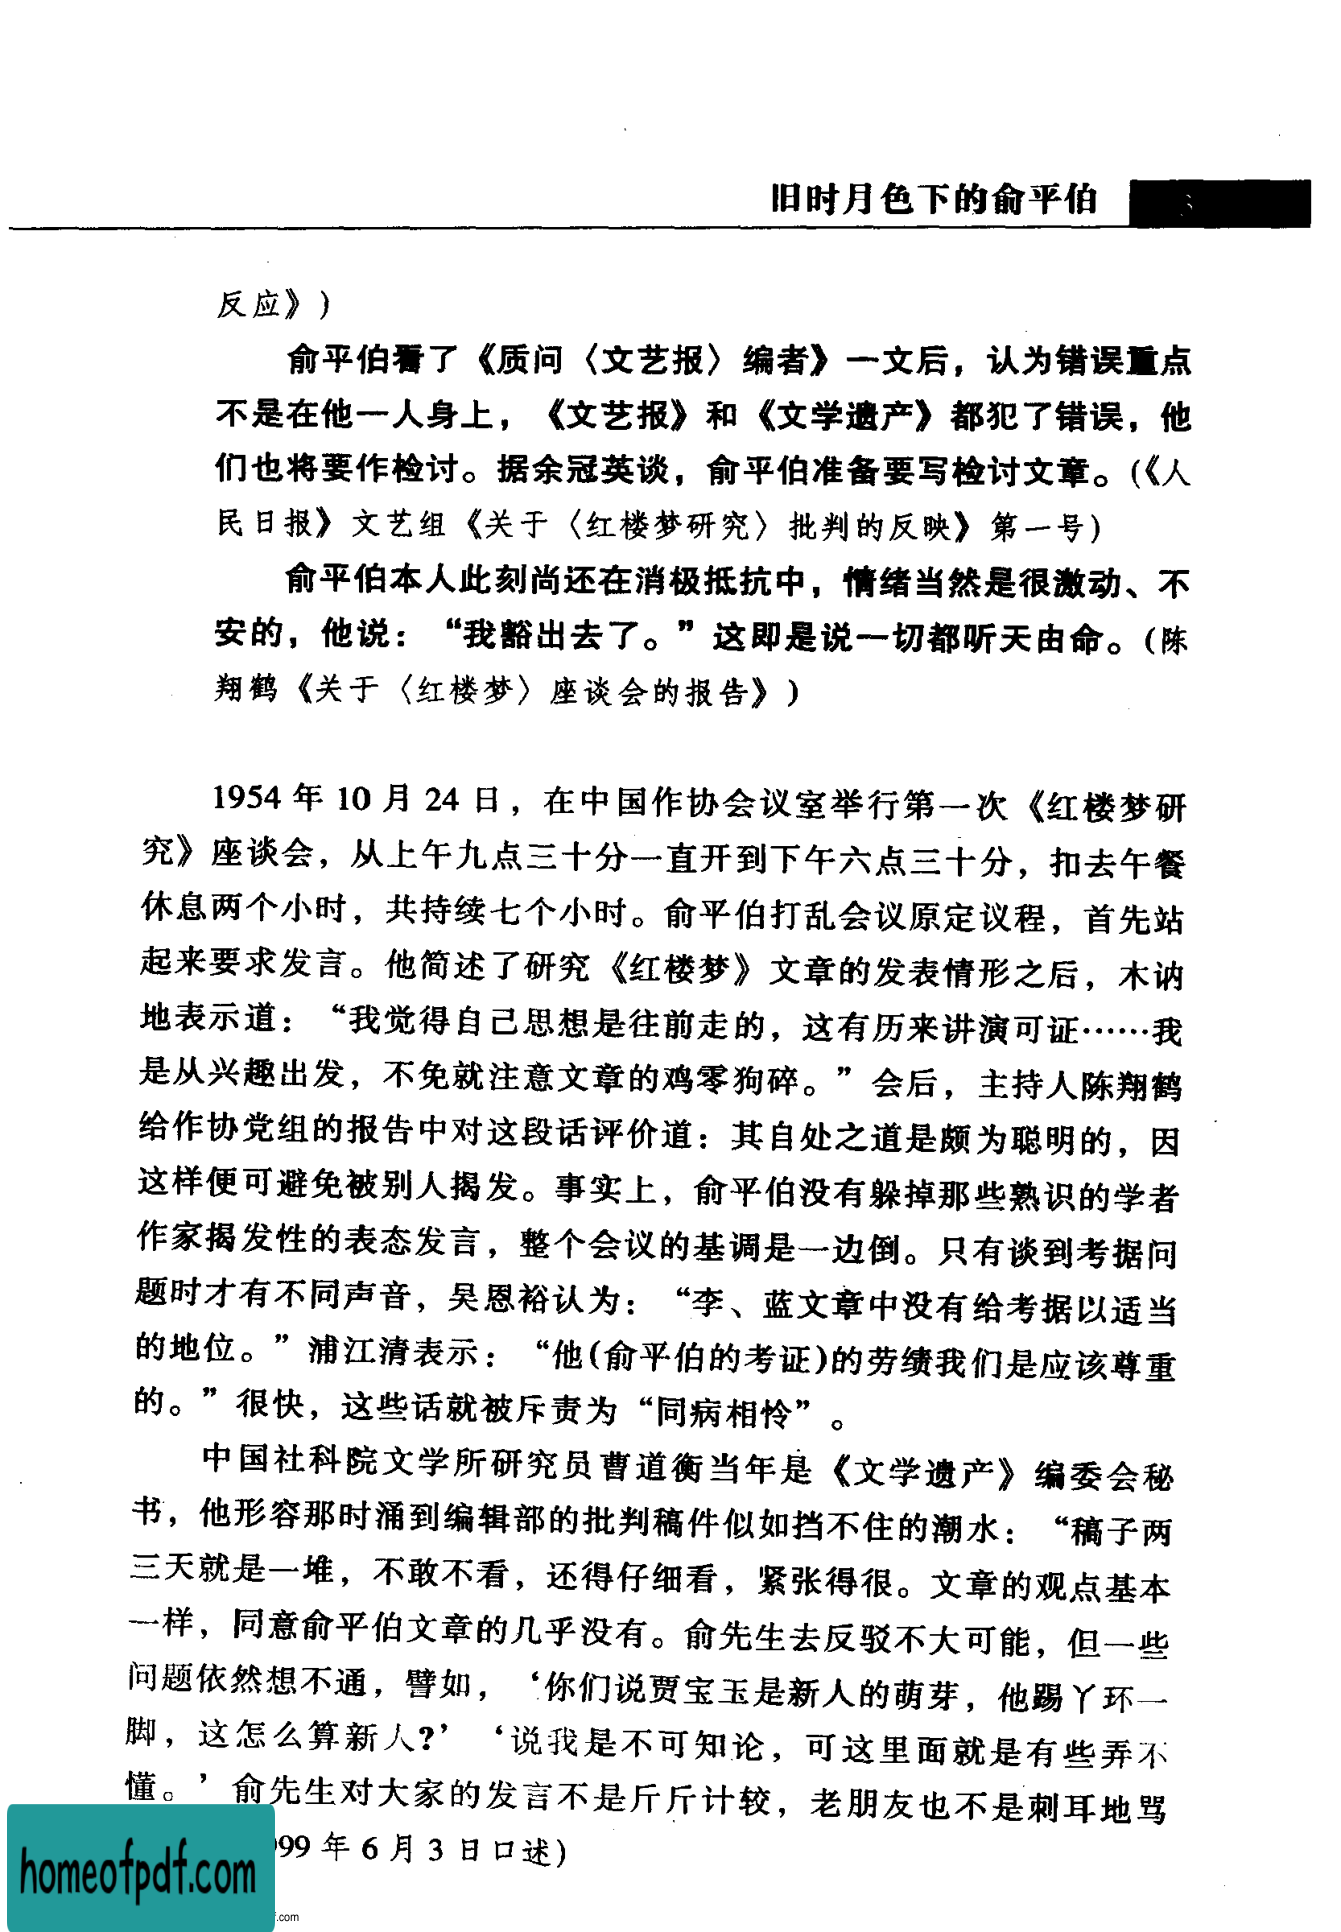 旧时月色下的俞平伯
反应》)
俞平伯看了《质问〈文艺报〉编者》一文后，认为错误重点
不是在他一人身上，《文艺报》和《文学遗产》都犯了错误，他
们也将要作检讨。据余冠英谈，俞平伯准备要写检讨文章。(《人
民日报》文艺组《关于〈红楼梦研究〉批判的反映》第一号)
俞平伯本人此刻尚还在消极抵抗中，情绪当然是很激动、不
安的，他说：“我豁出去了。”这即是说一切都听天由命。(陈
翔鹤《关于〈红楼梦〉座谈会的报告》)
1954 年 10 月 24 日，在中国作协会议室举行第一次《红楼梦研
究》座谈会，从上午九点三十分一直开到下午六点三十分，扣去午餐
休息两个小时，共持续七个小时。俞平伯打乱会议原定议程，首先站
起来要求发言。他简述了研究《红楼梦》文章的发表情形之后，木讷
地表示道：“我觉得自己思想是往前走的，这有历来讲演可证……我
是从兴趣出发，不免就注意文章的鸡零狗碎。”会后，主持人陈翔鹤
给作协党组的报告中对这段话评价道：其自处之道是颇为聪明的，因
这样便可避免被别人揭发。事实上，俞平伯没有躲掉那些熟识的学者
作家揭发性的表态发言，整个会议的基调是一边倒。只有谈到考据问
题时才有不同声音，吴恩裕认为：“李、蓝文章中没有给考据以适当
的地位。”浦江清表示：“他(俞平伯的考证)的劳绩我们是应该尊重
的。”很快，这些话就被斥责为“同病相怜”。
中国社科院文学所研究员曹道衡当年是《文学遗产》编委会秘
书，他形容那时涌到编辑部的批判稿件似如挡不住的潮水：“稿子两
三天就是一堆，不敢不看，还得仔细看，紧张得很。文章的观点基本
一样，同意俞平伯文章的几乎没有。俞先生去反驳不大可能，但一些
问题依然想不通，譬如，‘你们说贾宝玉是新人的萌芽，他踢丫环一
脚，这怎么算新人?’‘说我是不可知论，可这里面就是有些弄不
懂。’俞先生对大家的发言不是斤斤计较，老朋友也不是刺耳地骂
999 年 6 月 3 日口述)
homeofpdf.com
f.com